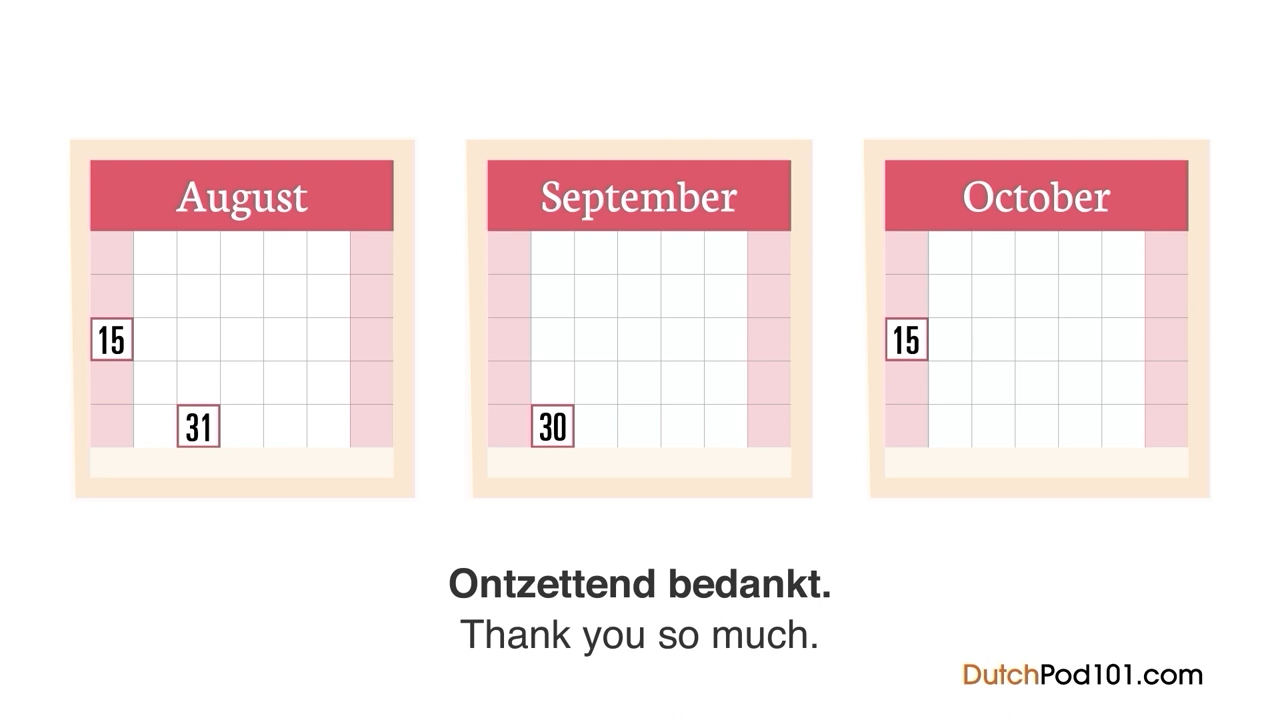 August
September
October
15
15
31
30
Ontzettend bedankt.
Thank you so much.
DutchPod101.com